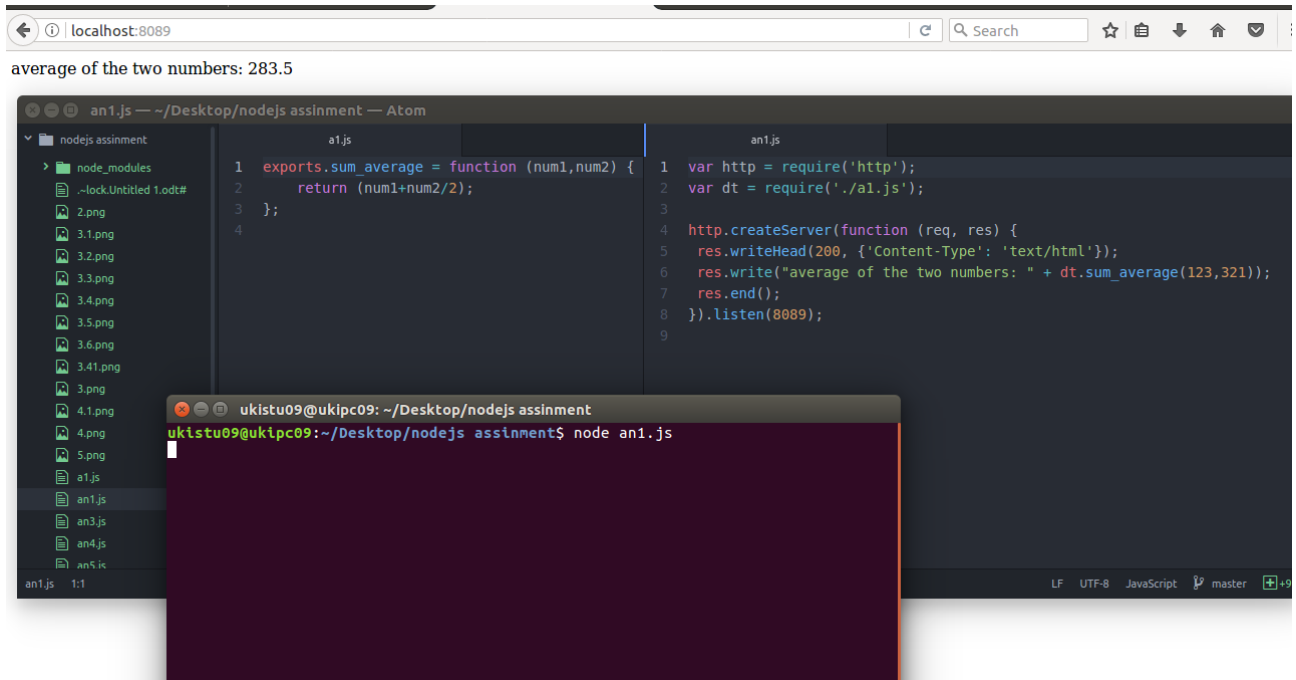 localhost:8089
Search
average of the two numbers: 283.5
an1.js — ~/Desktop/nodejs assinment — Atom
nodejs assinment
node_modules
.~lock.Untitled 1.odt#
2.png
3.1.png
3.2.png
3.3.png
3.4.png
3.5.png
3.6.png
3.41.png
3.png
4.1.png
4.png
5.png
a1.js
an1.js
an3.js
an4.js
an5.js
a1.js
1 exports.sum_average = function (num1,num2) {
2 return (num1+num2/2);
3 };
4
an1.js
1 var http = require('http');
2 var dt = require('./a1.js');
3
4 http.createServer(function (req, res) {
5 res.writeHead(200, {'Content-Type': 'text/html'});
6 res.write("average of the two numbers: " + dt.sum_average(123,321));
7 res.end();
8 }).listen(8089);
9
ukistu09@ukipc09: ~/Desktop/nodejs assinment
ukistu09@ukipc09:~/Desktop/nodejs assinment$ node an1.js
an1.js 1:1
LF UTF-8 JavaScript master +9